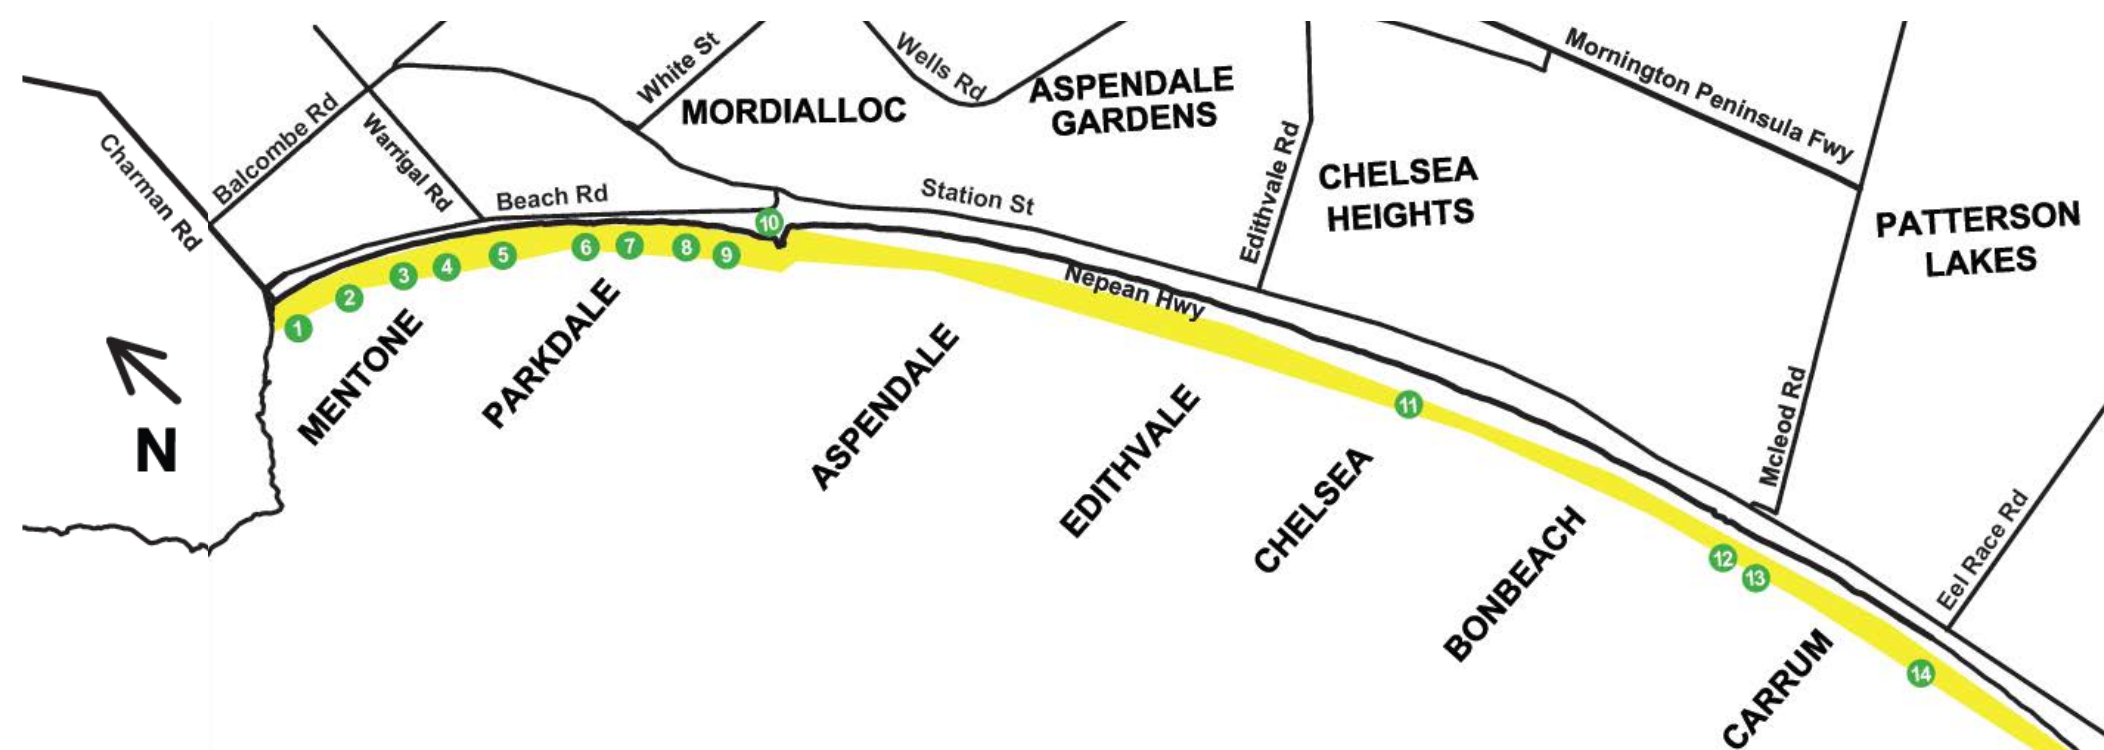 Charman Rd
Balcombe Rd
Warrigal Rd
White St
MORDIALLOC
Wells Rd
ASPENDALE
GARDENS
Beach Rd
Station St
Edithvale Rd
CHELSEA
HEIGHTS
Mornington Peninsula Fwy
PATTERSON
LAKES
Nepean Hwy
Mcleod Rd
Eel Race Rd
1
2
3
4
5
6
7
8
9
10
11
12
13
14
N
MENTONE
PARKDALE
ASPENDALE
EDITHVALE
CHELSEA
BONBEACH
CARRUM